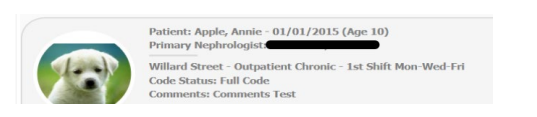 Patient: Apple, Annie - 01/01/2015 (Age 10)
Primary Nephrologist:
Willard Street - Outpatient Chronic - 1st Shift Mon-Wed-Fri
Code Status: Full Code
Comments: Comments Test